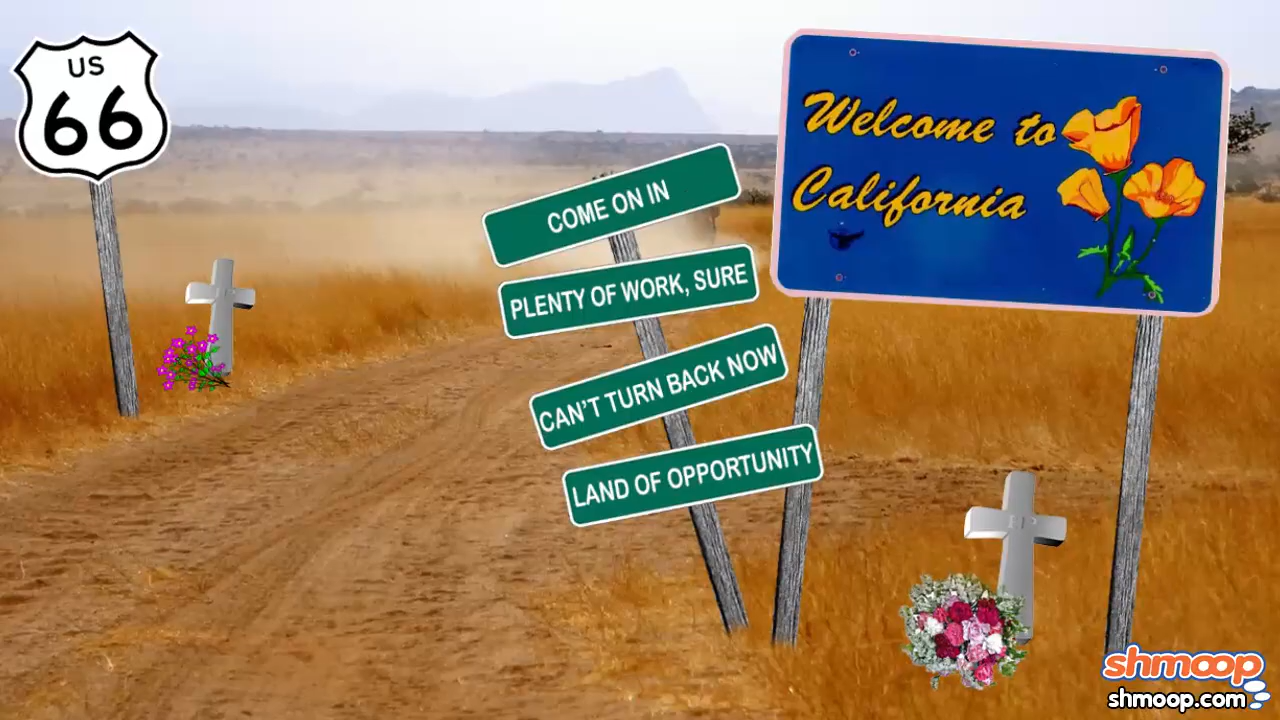 US
66
COME ON IN
PLENTY OF WORK, SURE
CAN'T TURN BACK NOW
LAND OF OPPORTUNITY
Welcome to
California
shmoop
shmoop.com